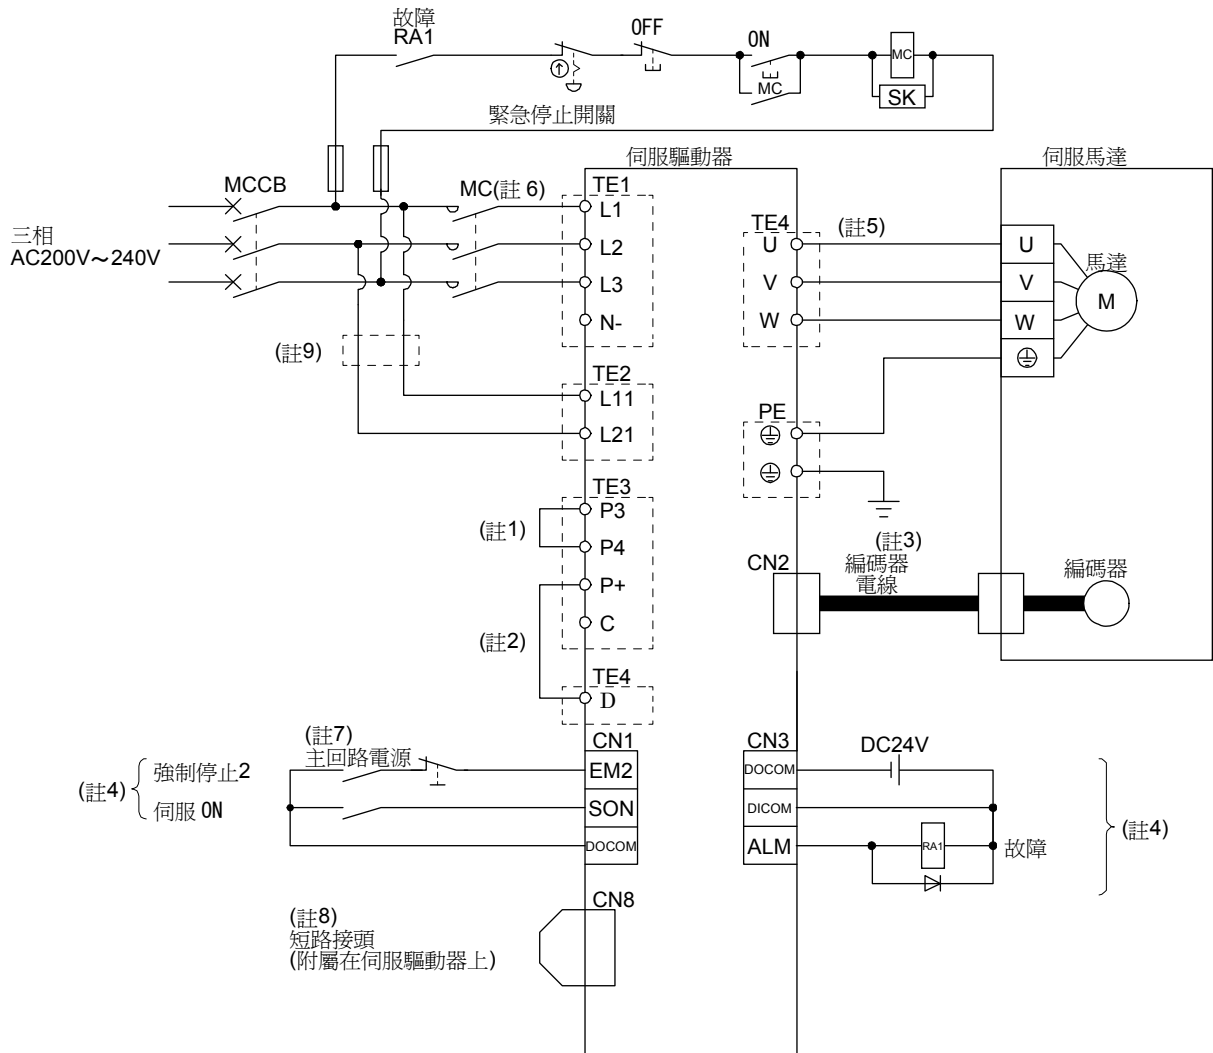 故障
RA1
OFF
ON
MC
MC
SK
緊急停止開關
伺服驅動器
伺服馬達
MCCB
MC(註 6)
TE1
L1
三相
AC200V～240V
L2
L3
N-
TE4
U
V
W
(註5)
U
V
W
馬達
M
(註9)
TE2
L11
L21
PE
TE3
(註1)
P3
P4
P+
C
(註2)
TE4
D
(註3)
CN2
編碼器
電線
編碼器
(註7)
主回路電源
CN1
(註4)
強制停止2
伺服 ON
EM2
SON
DOCOM
CN3
DC24V
DOCOM
DICOM
ALM
RA1
故障
(註4)
CN8
(註8)
短路接頭
(附屬在伺服驅動器上)